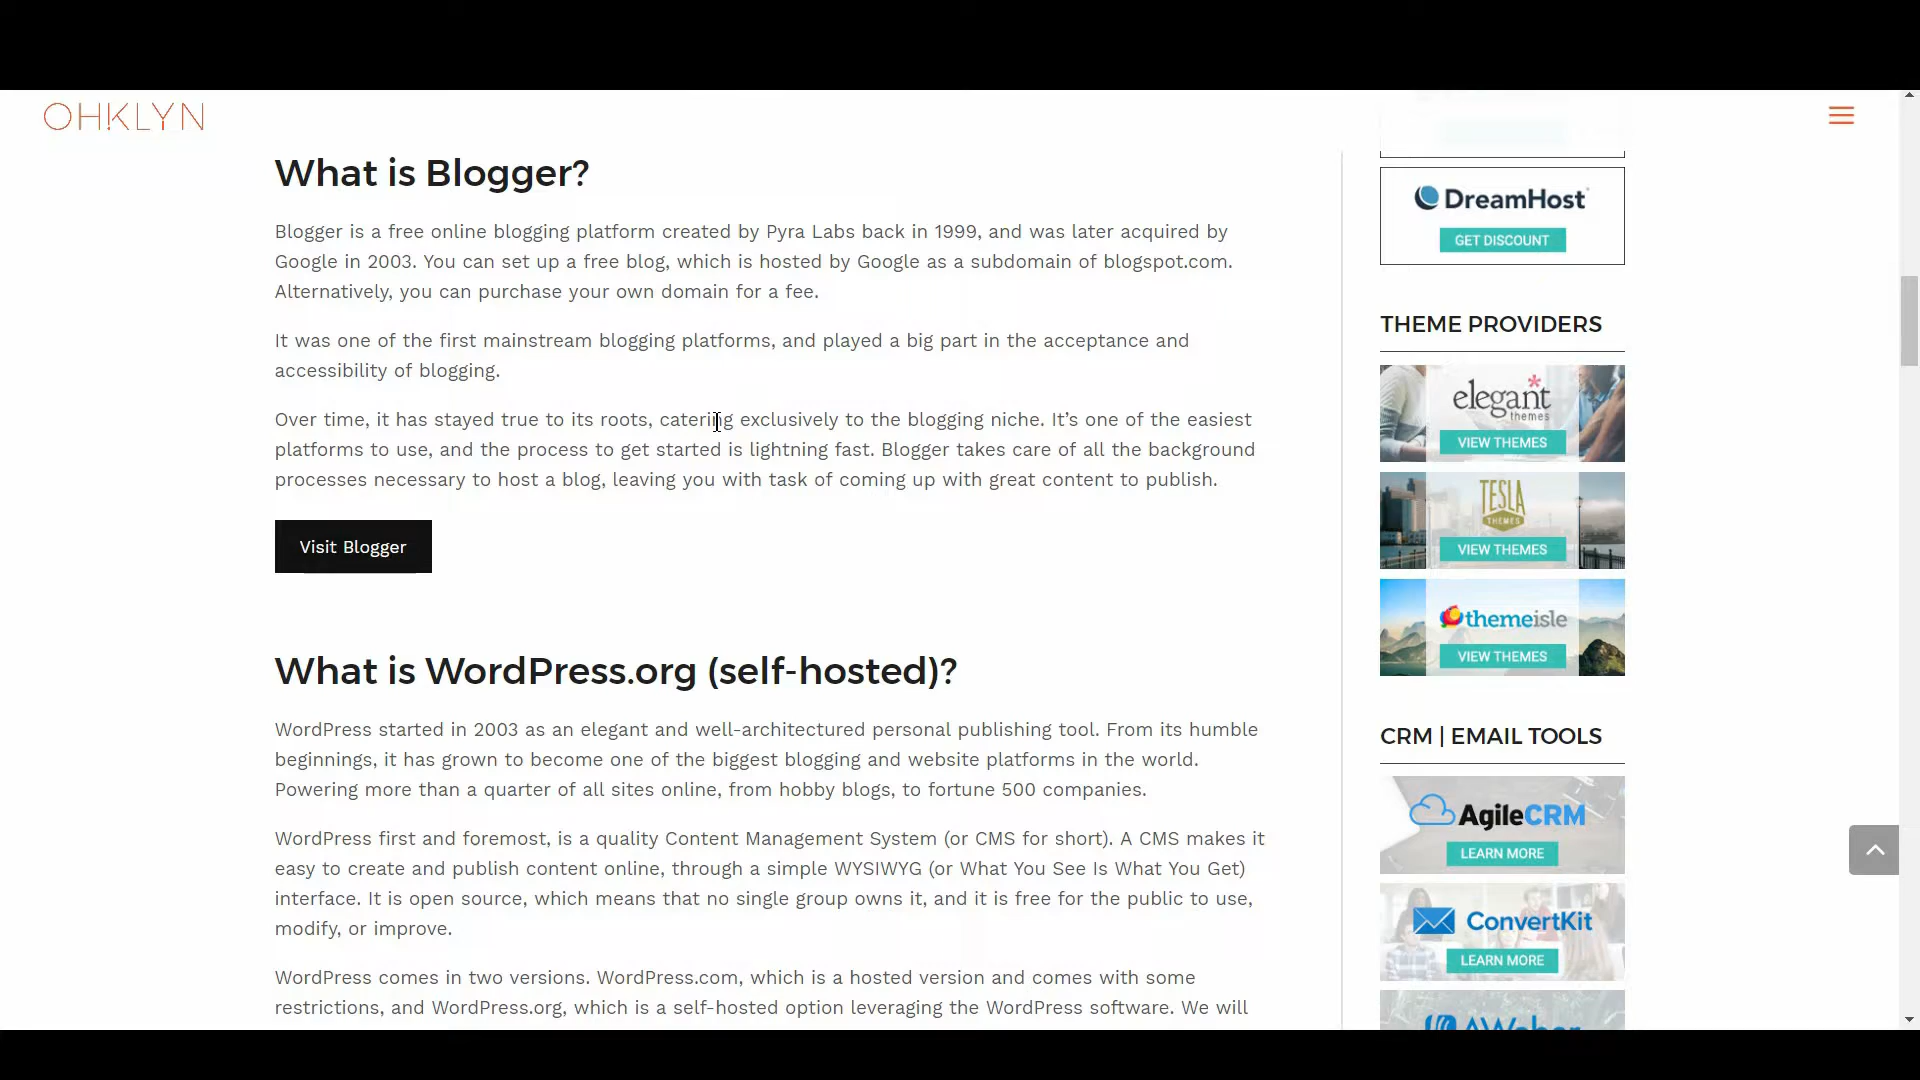 OHKLYN
What is Blogger?
Blogger is a free online blogging platform created by Pyra Labs back in 1999, and was later acquired by
Google in 2003. You can set up a free blog, which is hosted by Google as a subdomain of blogspot.com.
Alternatively, you can purchase your own domain for a fee.
It was one of the first mainstream blogging platforms, and played a big part in the acceptance and
accessibility of blogging.
Over time, it has stayed true to its roots, catering exclusively to the blogging niche. It’s one of the easiest
platforms to use, and the process to get started is lightning fast. Blogger takes care of all the background
processes necessary to host a blog, leaving you with task of coming up with great content to publish.
Visit Blogger
What is WordPress.org (self-hosted)?
WordPress started in 2003 as an elegant and well-architectured personal publishing tool. From its humble
beginnings, it has grown to become one of the biggest blogging and website platforms in the world.
Powering more than a quarter of all sites online, from hobby blogs, to fortune 500 companies.
WordPress first and foremost, is a quality Content Management System (or CMS for short). A CMS makes it
easy to create and publish content online, through a simple WYSIWYG (or What You See Is What You Get)
interface. It is open source, which means that no single group owns it, and it is free for the public to use,
modify, or improve.
WordPress comes in two versions. WordPress.com, which is a hosted version and comes with some
restrictions, and WordPress.org, which is a self-hosted option leveraging the WordPress software. We will
DreamHost
GET DISCOUNT
THEME PROVIDERS
elegant
themes
VIEW THEMES
TESLA
THEMES
VIEW THEMES
themeisle
VIEW THEMES
CRM | EMAIL TOOLS
AgileCRM
LEARN MORE
ConvertKit
LEARN MORE
AWeber